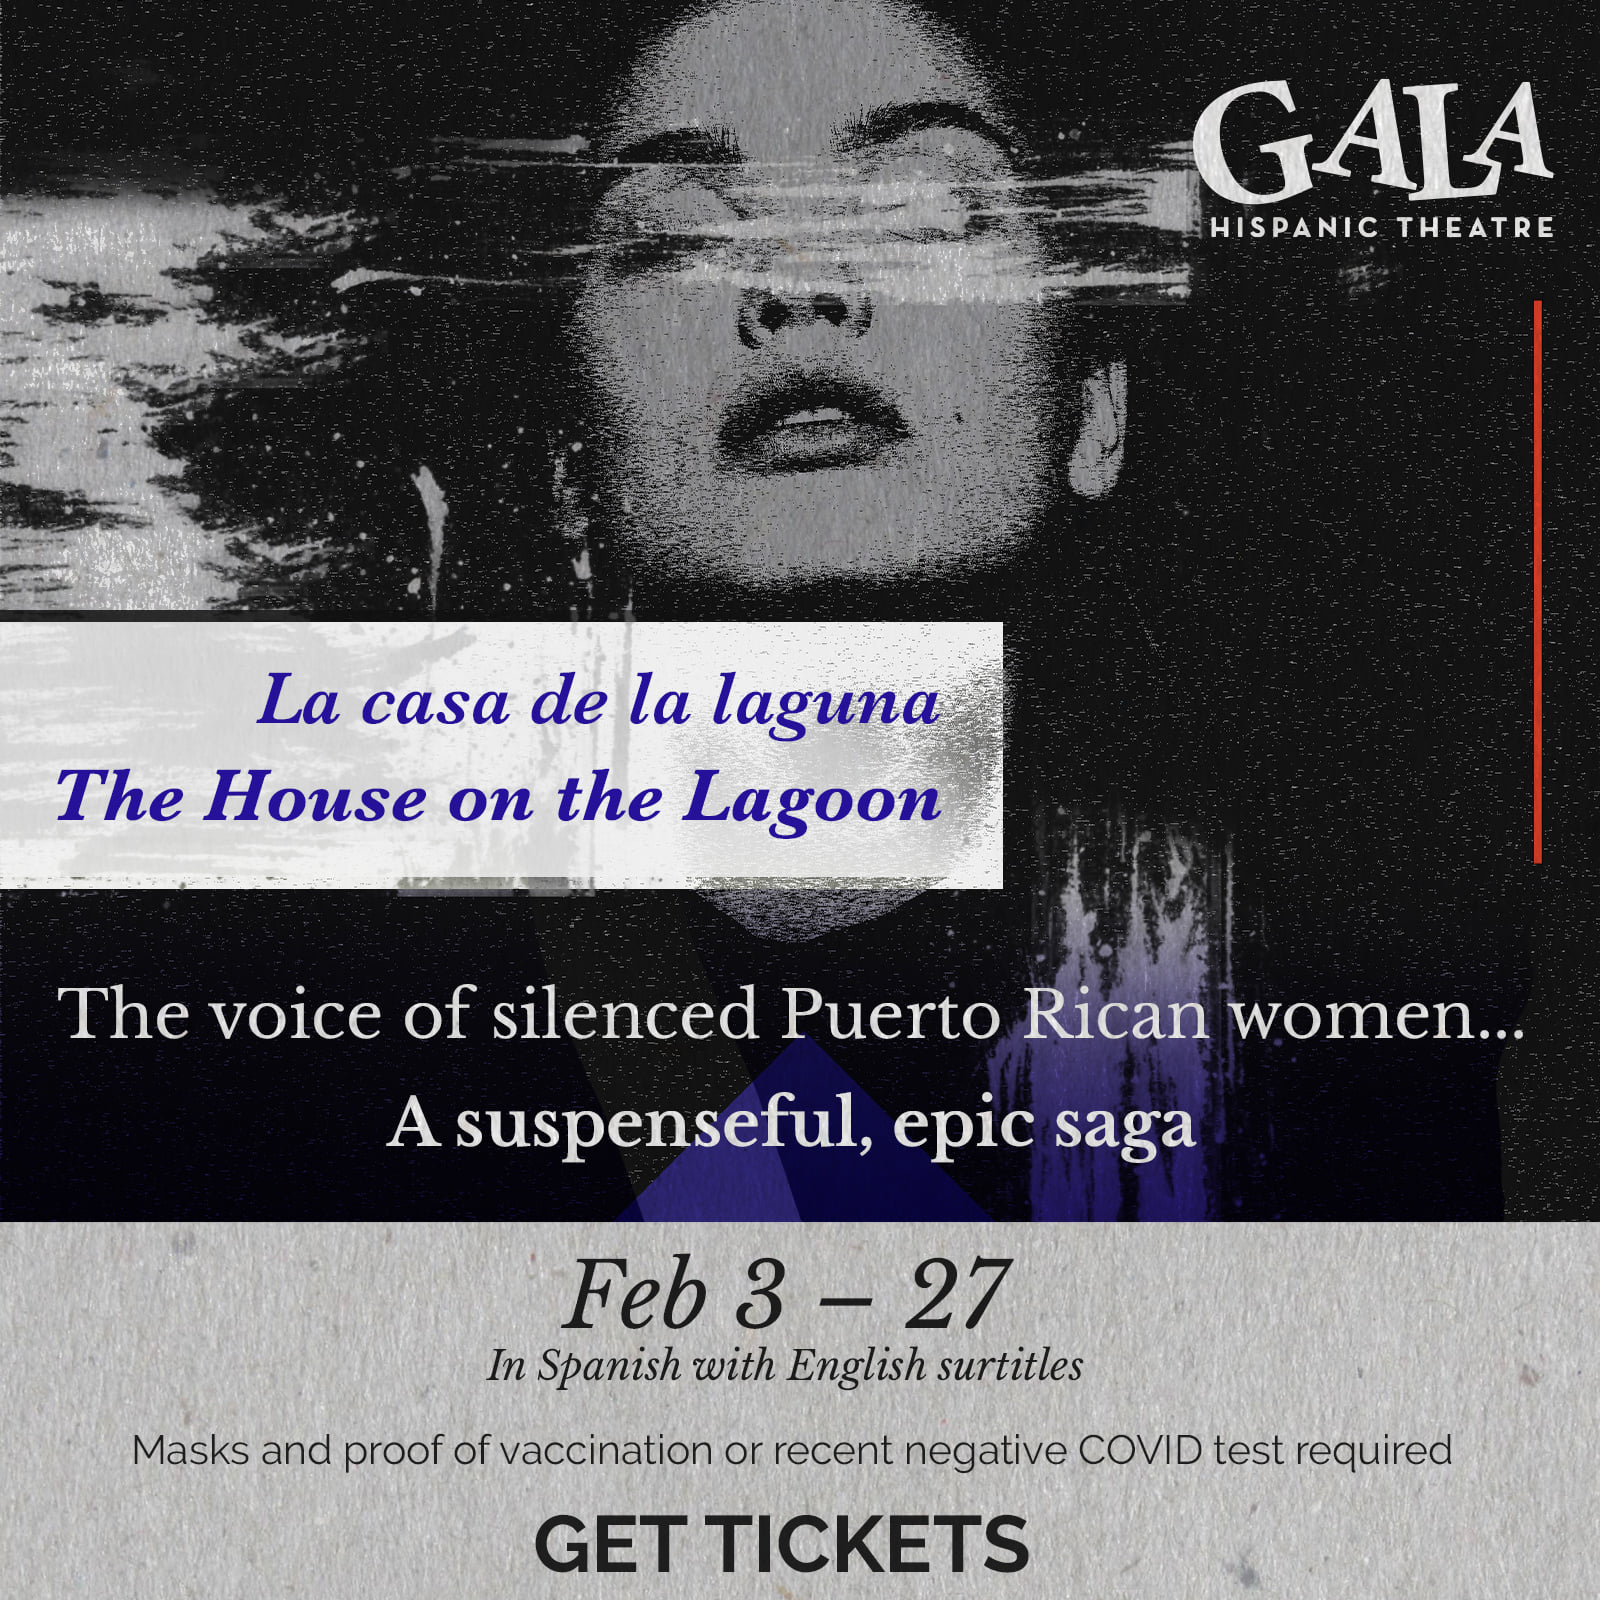 GALA
HISPANIC THEATRE
La casa de la laguna
The House on the Lagoon
The voice of silenced Puerto Rican women...
A suspenseful, epic saga
Feb 3 – 27
In Spanish with English surtitles
Masks and proof of vaccination or recent negative COVID test required
GET TICKETS